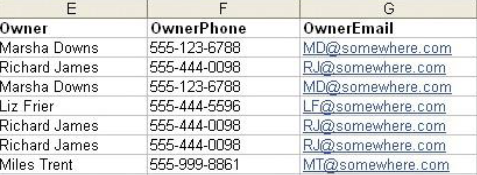 E F G
Owner OwnerPhone OwnerEmail
Marsha Downs 555-123-6788 MD@somewhere.com
Richard James 555-444-0098 RJ@somewhere.com
Marsha Downs 555-123-6788 MD@somewhere.com
Liz Frier 555-444-5596 LF@somewhere.com
Richard James 555-444-0098 RJ@somewhere.com
Richard James 555-444-0098 RJ@somewhere.com
Miles Trent 555-999-8861 MT@somewhere.com